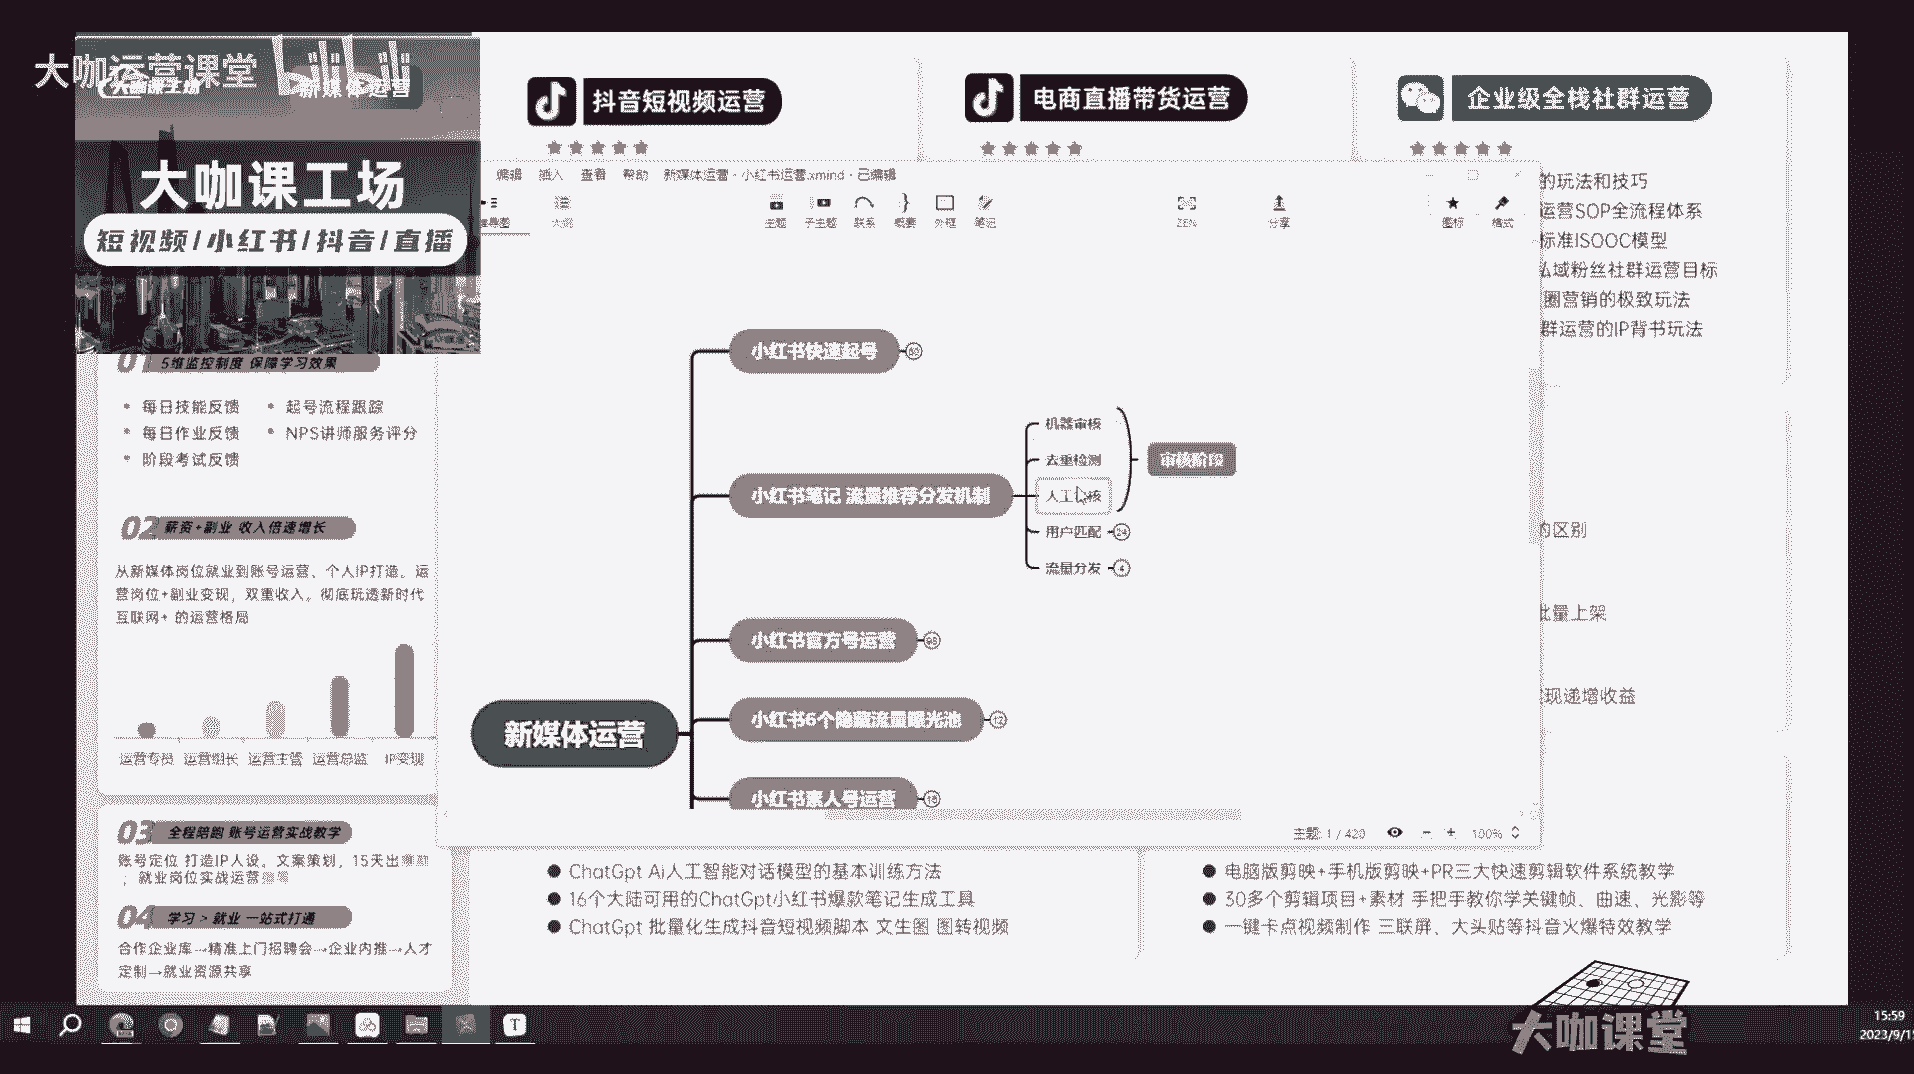 大咖运营课堂
新媒体运营
大咖课工场
短视频/小红书/抖音/直播
抖音短视频运营
电商直播带货运营
企业级全栈社群运营
编辑 插入 查看 帮助 新媒体运营 - 小红书运营.xmind - 已编辑
大纲 主题 子主题 联系 概要 外框 笔记 ZEN 分享 图标 格式
的玩法和技巧
运营SOP全流程体系
标准ISOOC模型
私域粉丝社群运营目标
圈营销的极致玩法
群运营的IP背书玩法
01 5维监控制度 保障学习效果
• 每日技能反馈 • 起号流程跟踪
• 每日作业反馈 • NPS讲师服务评分
• 阶段考试反馈
02 薪资+副业 收入倍速增长
从新媒体岗位就业到账号运营、个人IP打造。运
营岗位+副业变现，双重收入。彻底玩透新时代
互联网+ 的运营格局
运营专员 运营组长 运营主管 运营总监 IP变现
03 全程陪跑 账号运营实战教学
账号定位 打造IP人设。文案策划，15天出
；就业岗位实战运营
04 学习 > 就业 一站式打通
合作企业库→精准上门招聘会→企业内推→人才
定制→就业资源共享
小红书快速起号
机器审核
去重检测
审核阶段
小红书笔记 流量推荐分发机制
用户匹配 24
流量分发 4
小红书官方号运营
小红书6个隐藏流量曝光池 12
新媒体运营
小红书素人号运营
的区别
批量上架
现递增收益
主题: 1 / 420 100%
● ChatGpt Ai人工智能对话模型的基本训练方法
● 16个大陆可用的ChatGpt小红书爆款笔记生成工具
● ChatGpt 批量化生成抖音短视频脚本 文生图 图转视频
● 电脑版剪映+手机版剪映+PR三大快速剪辑软件系统教学
● 30多个剪辑项目+素材 手把手教你学关键帧、曲速、光影等
● 一键卡点视频制作 三联屏、大头贴等抖音火爆特效教学
大咖课堂
15:59
2023/9/1